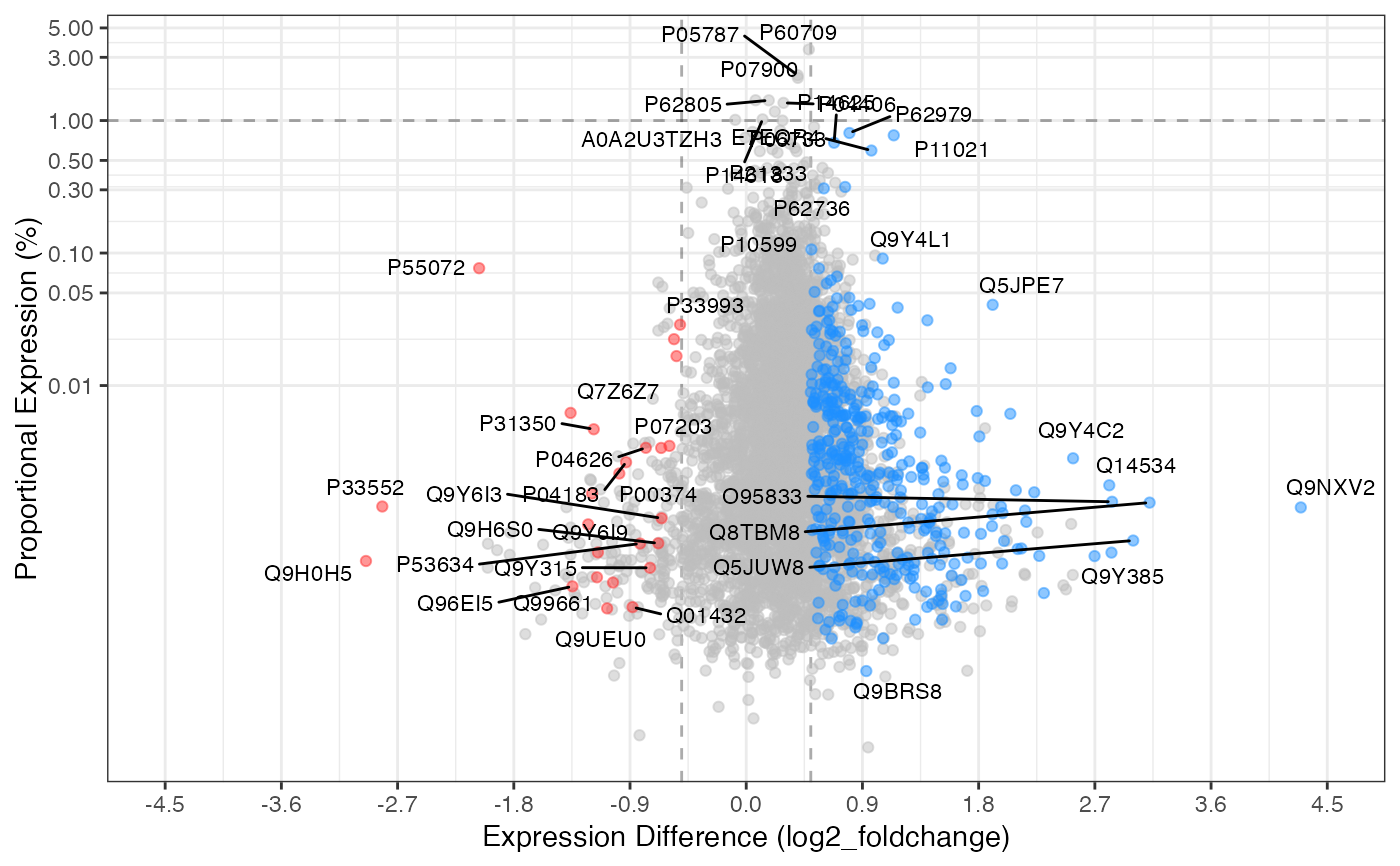 5.00
3.00
1.00
0.50
0.30
0.10
0.05
0.01
Proportional Expression (%)
P05787
P60709
P07900
P62805
P14625
P04406
P62979
A0A2U3TZH3
P06733
P11021
P14618
P62736
P10599
Q9Y4L1
P55072
Q5JPE7
P33993
Q7Z6Z7
P31350
P07203
Q9Y4C2
P04626
Q14534
P33552
Q9Y6I3
P04183
P00374
O95833
Q9NXV2
Q9H6S0
Q9Y6I9
Q8TBM8
P53634
Q9Y315
Q5JUW8
Q9H0H5
Q9Y385
Q96EI5
Q99661
Q01432
Q9UEU0
Q9BRS8
-4.5
-3.6
-2.7
-1.8
-0.9
0.0
0.9
1.8
2.7
3.6
4.5
Expression Difference (log2_foldchange)